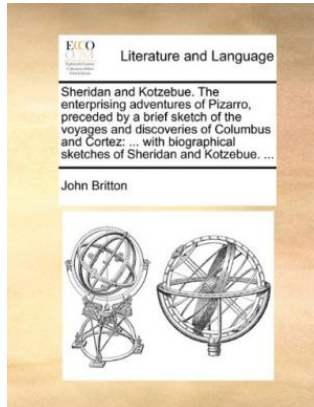 ECCO
Literature and Language
Sheridan and Kotzebue. The
enterprising adventures of Pizarro,
preceded by a brief sketch of the
voyages and discoveries of Columbus
and Cortez: ... with biographical
sketches of Sheridan and Kotzebue. ...
John Britton